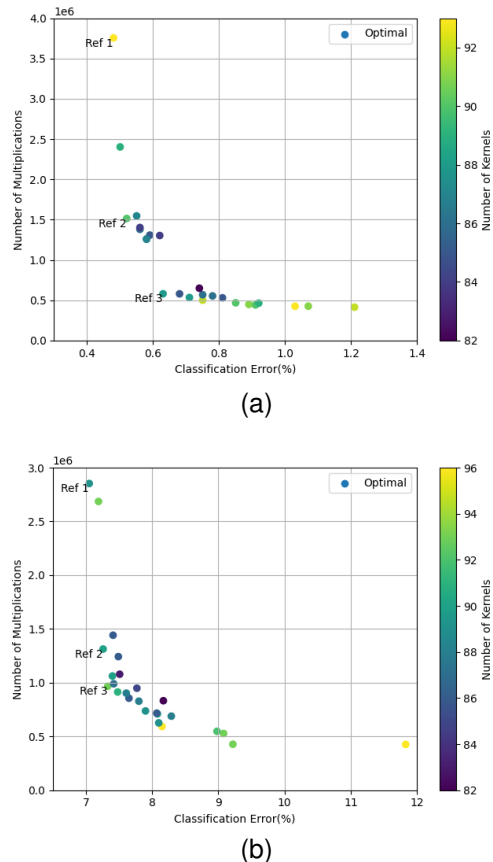 1e6
4.0
3.5
3.0
2.5
2.0
1.5
1.0
0.5
0.0
Number of Multiplications
Ref 1
Ref 2
Ref 3
Optimal
0.4 0.6 0.8 1.0 1.2 1.4
Classification Error(%)
92
90
88
86
84
82
Number of Kernels
(a)
1e6
3.0
2.5
2.0
1.5
1.0
0.5
0.0
Number of Multiplications
Ref 1
Ref 2
Ref 3
Optimal
7 8 9 10 11 12
Classification Error(%)
96
94
92
90
88
86
84
82
Number of Kernels
(b)